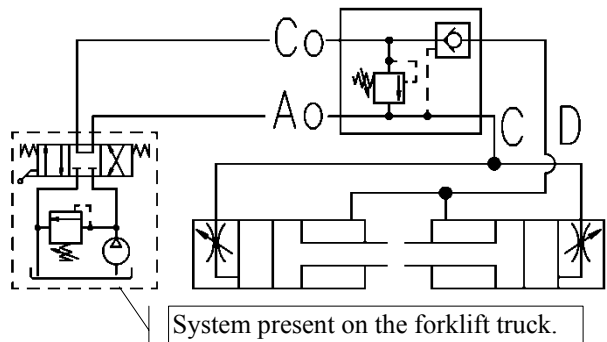 Co
Ao
C D
System present on the forklift truck.